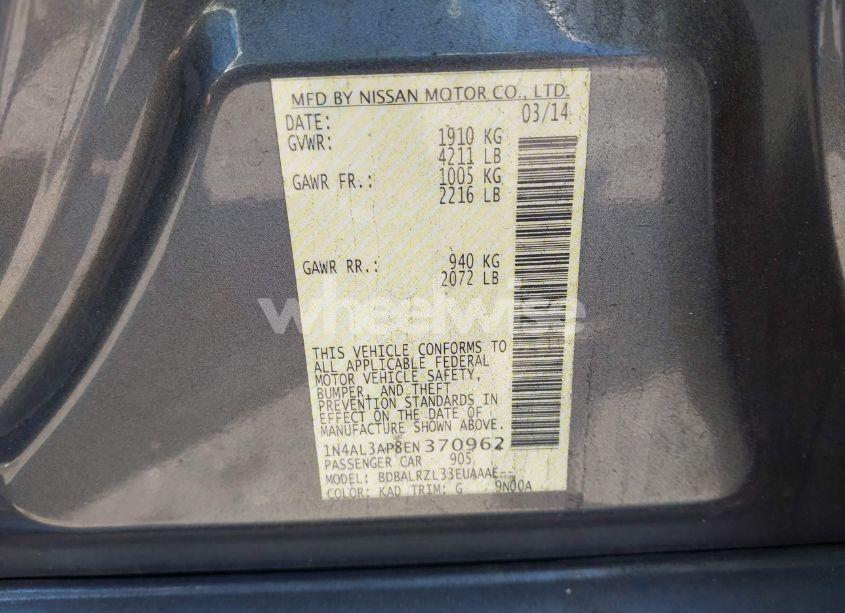 MFD BY NISSAN MOTOR CO., LTD.
DATE: 03/14
GVWR: 1910 KG
4211 LB
GAWR FR.: 1005 KG
2216 LB
GAWR RR.: 940 KG
2072 LB
wheelwise
THIS VEHICLE CONFORMS TO
ALL APPLICABLE FEDERAL
MOTOR VEHICLE SAFETY,
BUMPER, AND THEFT
PREVENTION STANDARDS IN
EFFECT ON THE DATE OF
MANUFACTURE SHOWN ABOVE.
1N4AL3AP8EN370962
PASSENGER CAR 905
MODEL: BDBALRZL33EUAAAE--
COLOR: KAD TRIM: G 9N00A